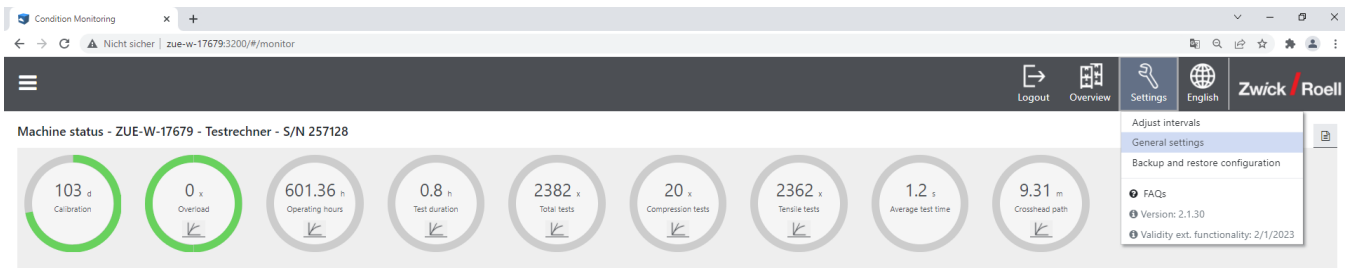 Condition Monitoring
Nicht sicher | zue-w-17679:3200/#/monitor
Logout Overview Settings English Zwick/Roell
Machine status - ZUE-W-17679 - Testrechner - S/N 257128
Adjust intervals
General settings
Backup and restore configuration
FAQs
Version: 2.1.30
Validity ext. functionality: 2/1/2023
103 d
Calibration
0 x
Overload
601.36 h
Operating hours
0.8 h
Test duration
2382 x
Total tests
20 x
Compression tests
2362 x
Tensile tests
1.2 s
Average test time
9.31 m
Crosshead path